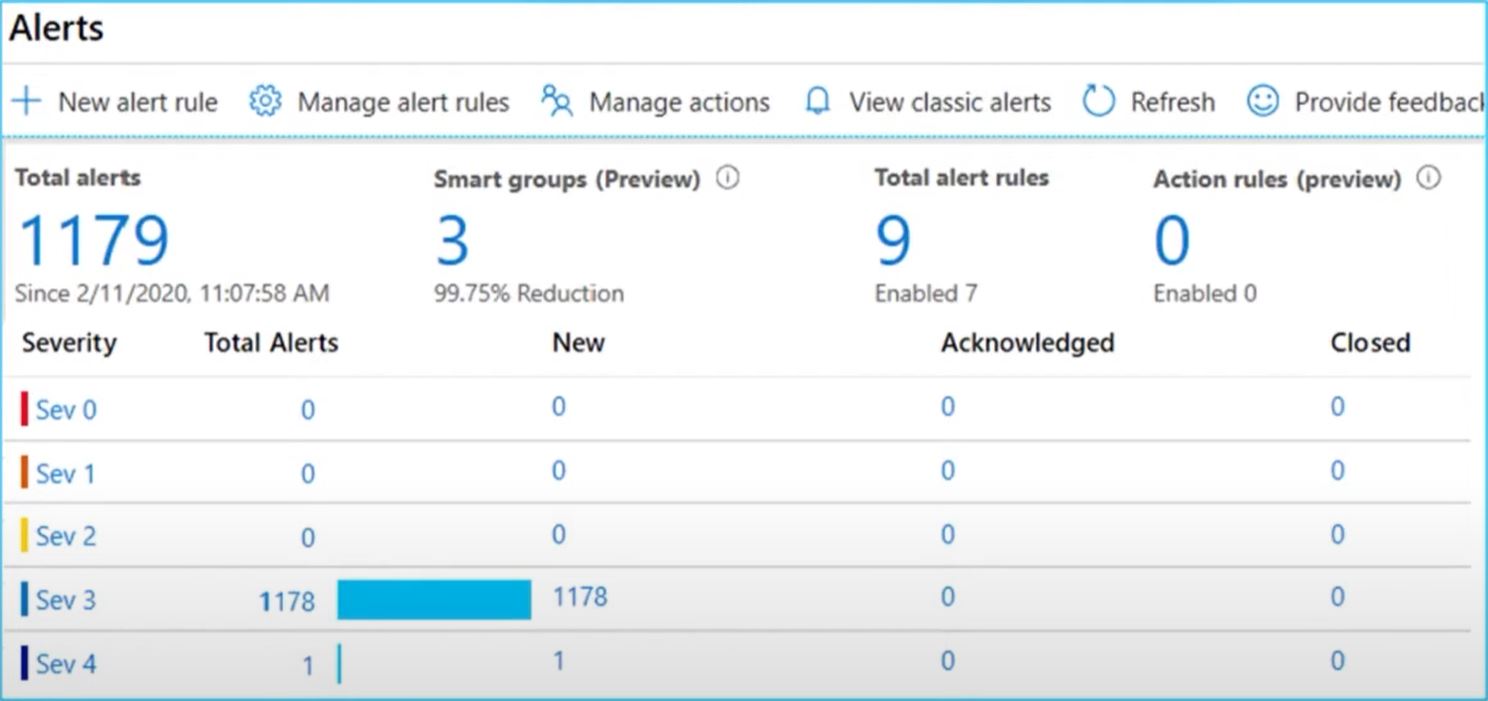 Alerts
New alert rule Manage alert rules Manage actions View classic alerts Refresh Provide feedback
Total alerts Smart groups (Preview) Total alert rules Action rules (preview)
1179 3 9 0
Since 2/11/2020, 11:07:58 AM 99.75% Reduction Enabled 7 Enabled 0
Severity Total Alerts New Acknowledged Closed
Sev 0 0 0 0 0
Sev 1 0 0 0 0
Sev 2 0 0 0 0
Sev 3 1178 1178 0 0
Sev 4 1 1 0 0